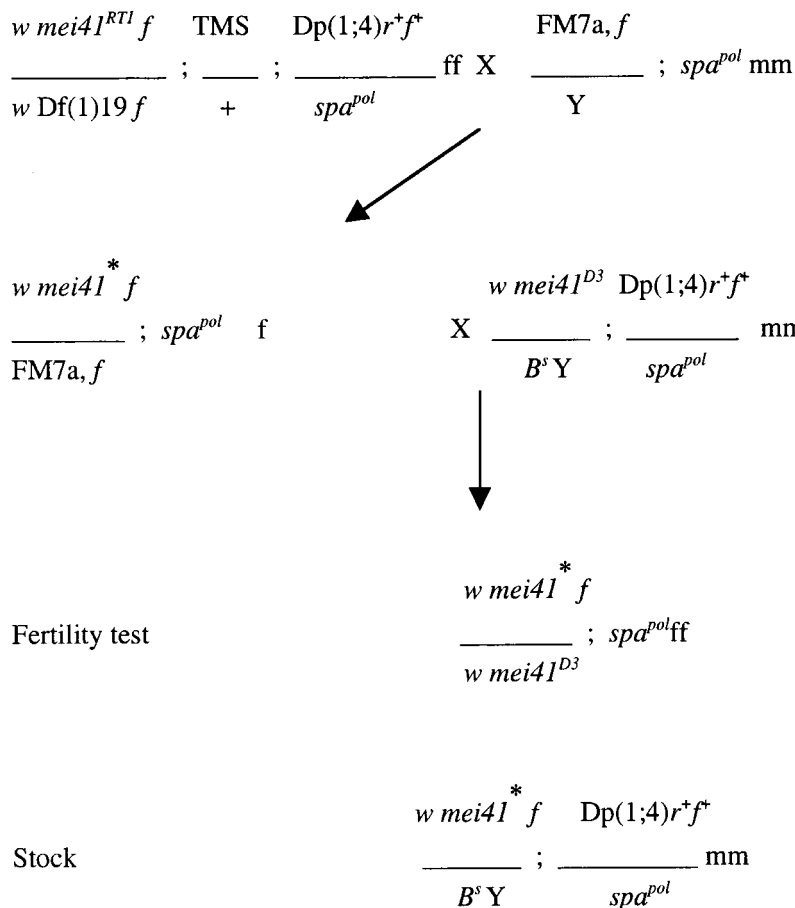 w mei41^RT1 f TMS Dp(1;4)r⁺f⁺ FM7a, f
; ; ff X ; spa^pol mm
w Df(1)19 f + spa^pol Y
w mei41* f w mei41^D3 Dp(1;4)r⁺f⁺
; spa^pol f X ; mm
FM7a, f B^s Y spa^pol
w mei41* f
Fertility test ; spa^pol ff
w mei41^D3
w mei41* f Dp(1;4)r⁺f⁺
Stock ; mm
B^s Y spa^pol